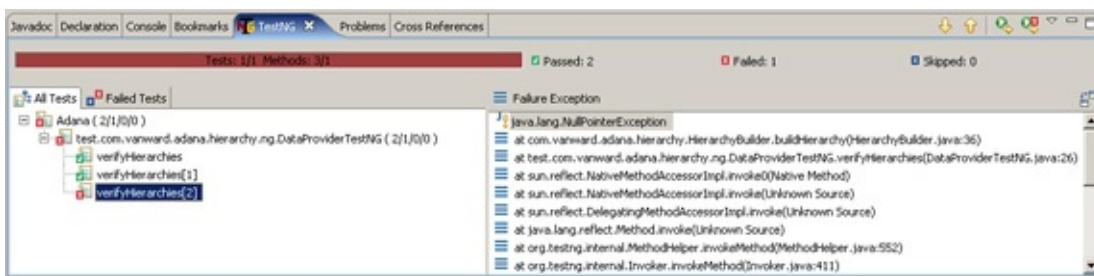 Javadoc Declaration Console Bookmarks TestNG Problems Cross References
Tests: 1/1 Methods: 3/1
Passed: 2
Failed: 1
Skipped: 0
All Tests
Failed Tests
Adana ( 2/1/0/0 )
test.com.vanward.adana.hierarchy.ng.DataProviderTestNG ( 2/1/0/0 )
verifyHierarchies
verifyHierarchies[1]
verifyHierarchies[2]
Failure Exception
java.lang.NullPointerException
at com.vanward.adana.hierarchy.HierarchyBuilder.buildHierarchy(HierarchyBuilder.java:36)
at test.com.vanward.adana.hierarchy.ng.DataProviderTestNG.verifyHierarchies(DataProviderTestNG.java:26)
at sun.reflect.NativeMethodAccessorImpl.invoke0(Native Method)
at sun.reflect.NativeMethodAccessorImpl.invoke(Unknown Source)
at sun.reflect.DelegatingMethodAccessorImpl.invoke(Unknown Source)
at java.lang.reflect.Method.invoke(Unknown Source)
at org.testng.internal.MethodHelper.invokeMethod(MethodHelper.java:552)
at org.testng.internal.Invoker.invokeMethod(Invoker.java:411)